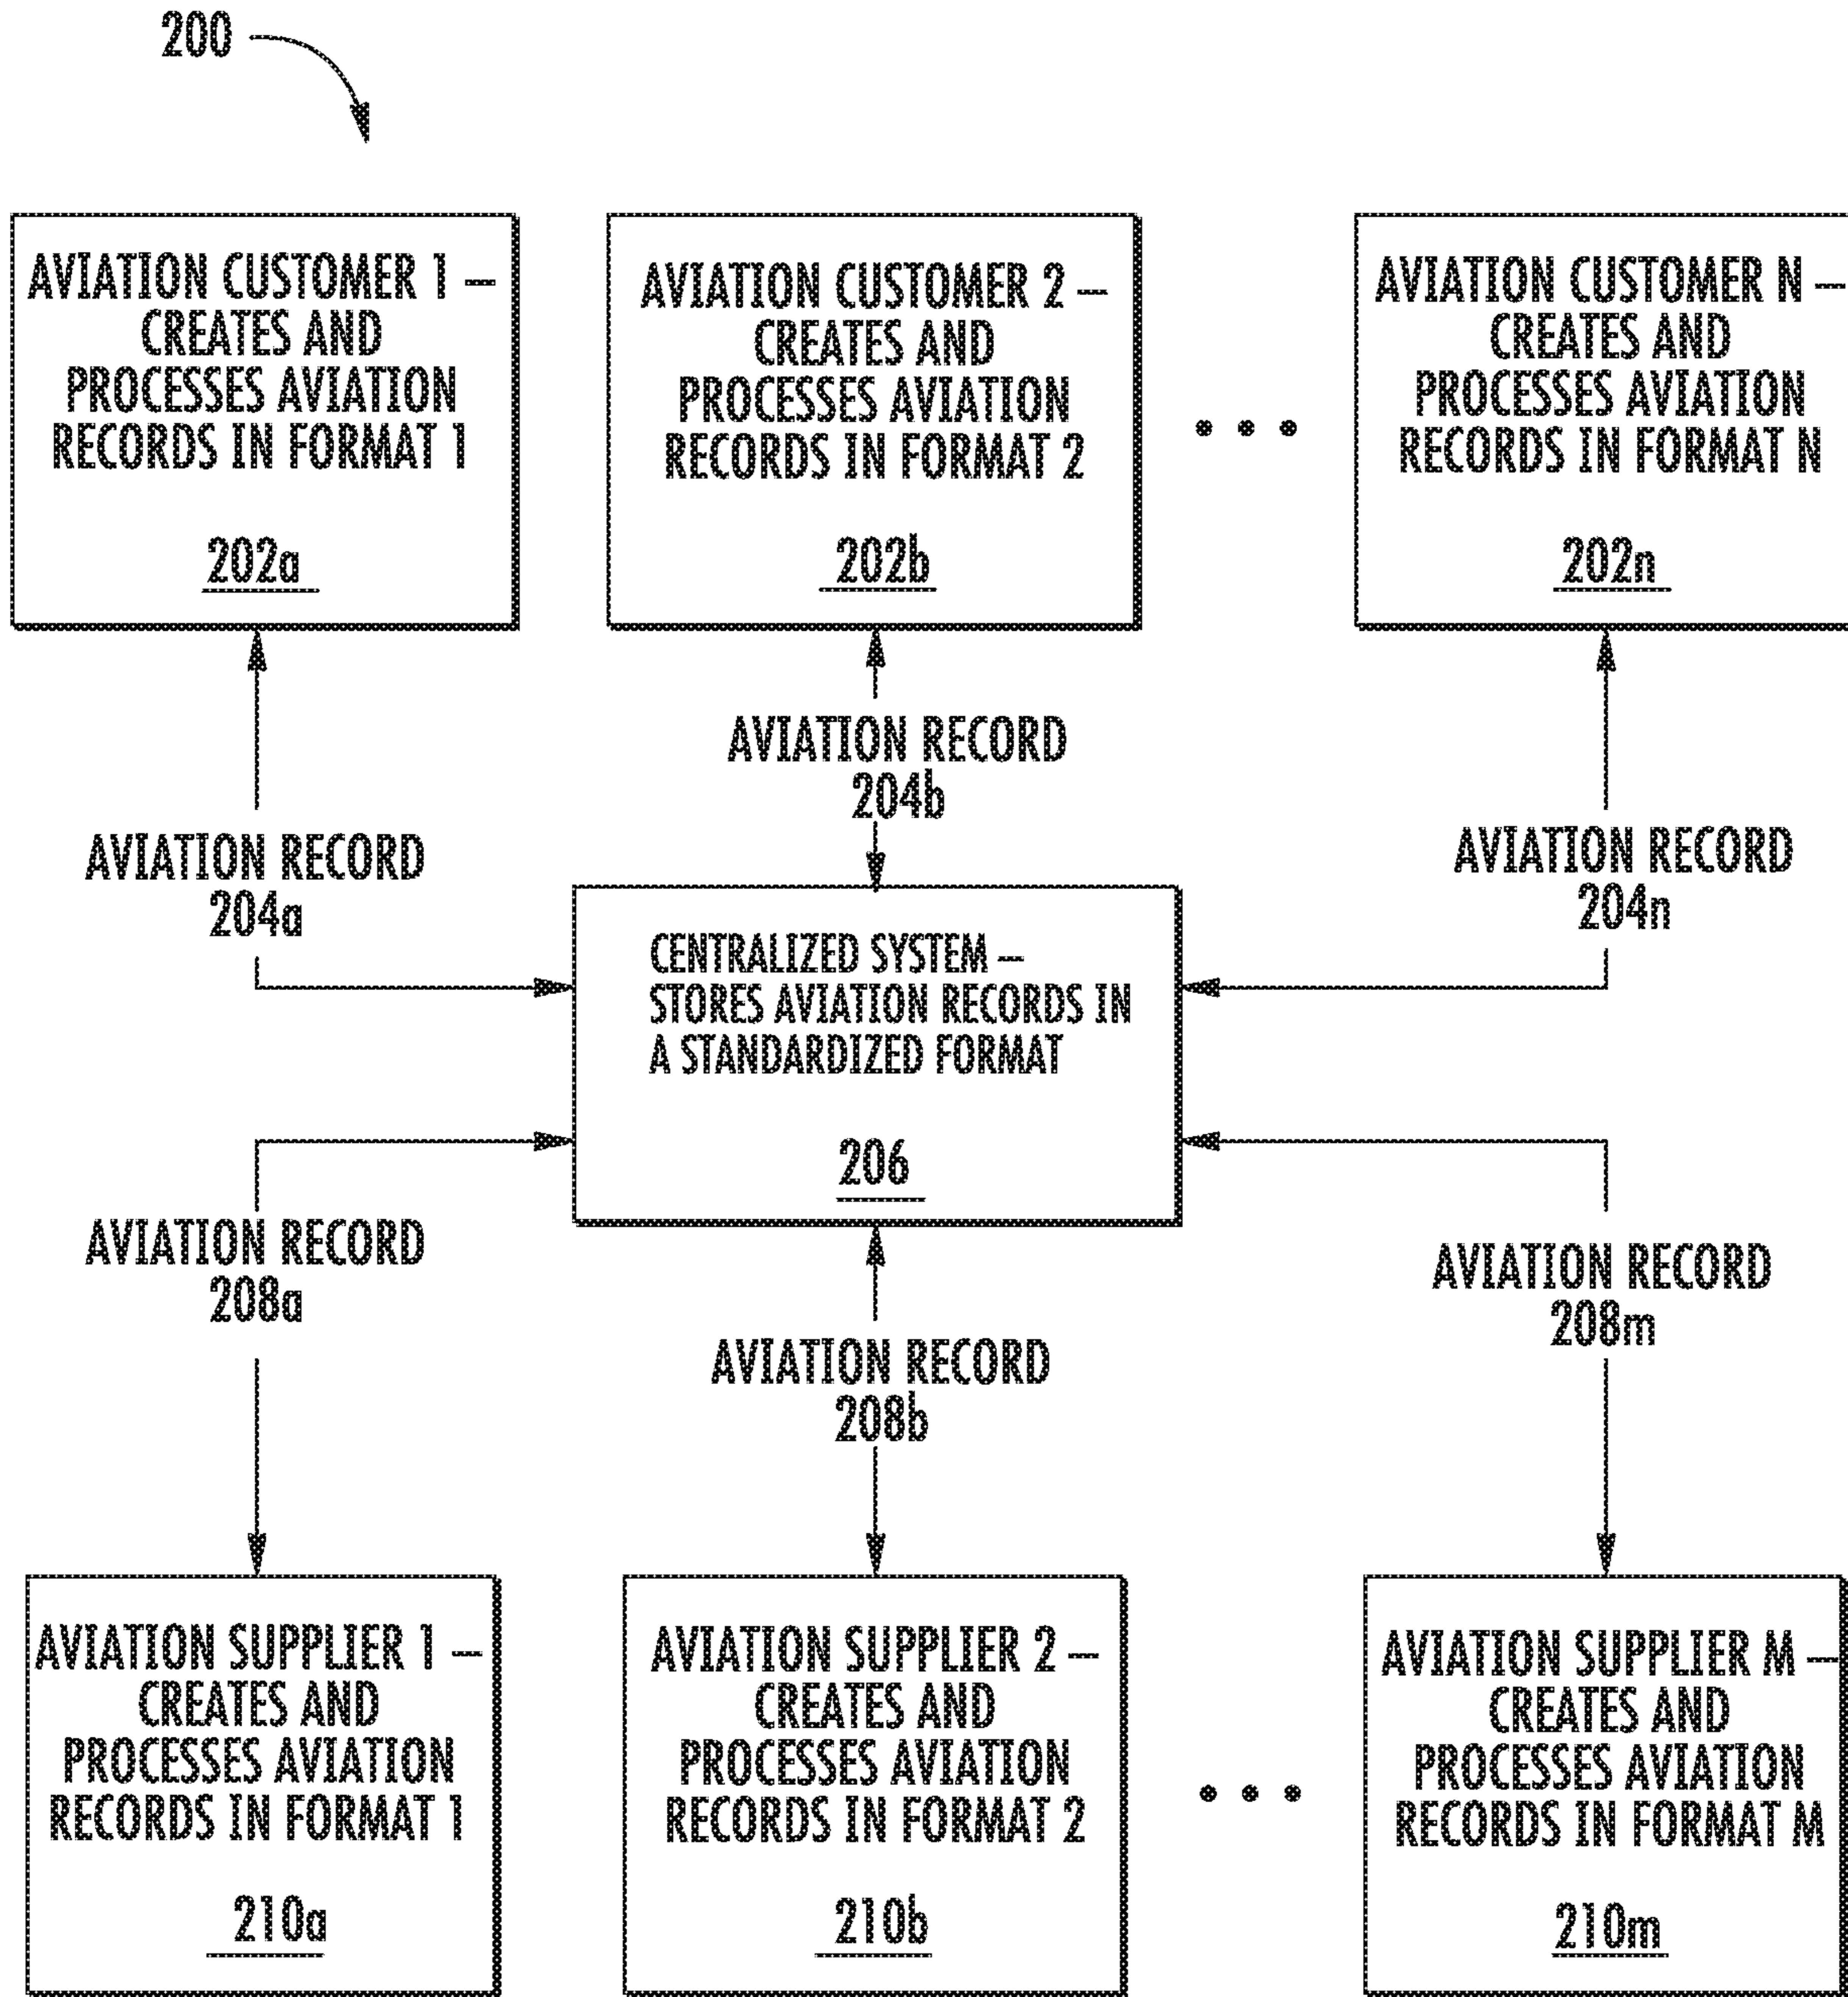 200
AVIATION CUSTOMER 1 —
CREATES AND
PROCESSES AVIATION
RECORDS IN FORMAT 1
202a
AVIATION CUSTOMER 2 —
CREATES AND
PROCESSES AVIATION
RECORDS IN FORMAT 2
202b
• • •
AVIATION CUSTOMER N —
CREATES AND
PROCESSES AVIATION
RECORDS IN FORMAT N
202n
AVIATION RECORD
204a
AVIATION RECORD
204b
AVIATION RECORD
204n
CENTRALIZED SYSTEM —
STORES AVIATION RECORDS IN
A STANDARDIZED FORMAT
206
AVIATION RECORD
208a
AVIATION RECORD
208b
AVIATION RECORD
208m
AVIATION SUPPLIER 1 —
CREATES AND
PROCESSES AVIATION
RECORDS IN FORMAT 1
210a
AVIATION SUPPLIER 2 —
CREATES AND
PROCESSES AVIATION
RECORDS IN FORMAT 2
210b
• • •
AVIATION SUPPLIER M —
CREATES AND
PROCESSES AVIATION
RECORDS IN FORMAT M
210m